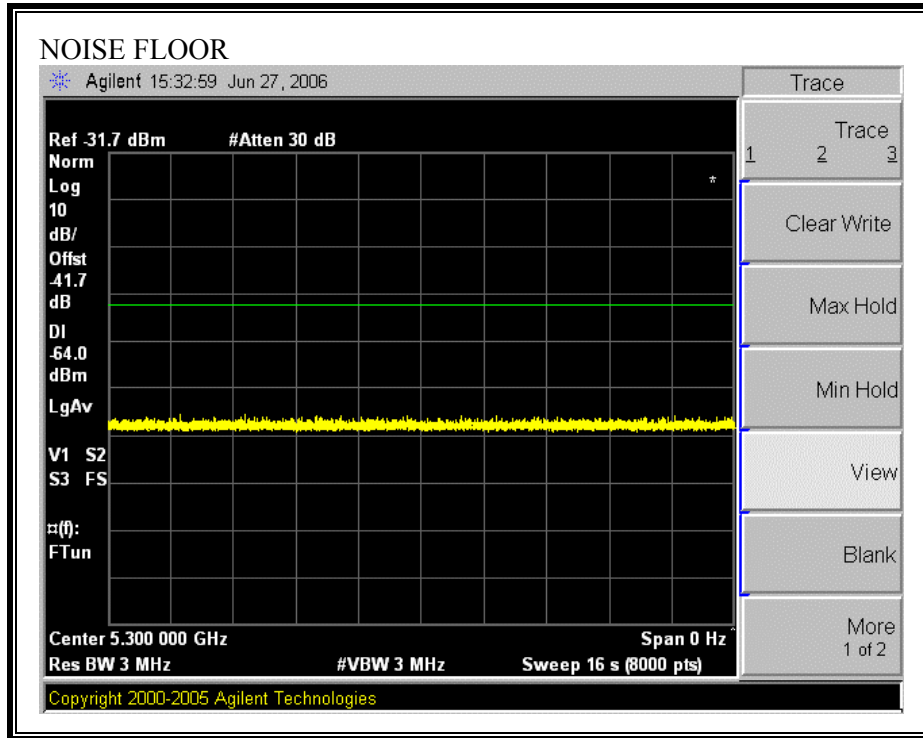 NOISE FLOOR
Agilent 15:32:59 Jun 27, 2006
Trace
Ref -31.7 dBm #Atten 30 dB
Norm
Log
10
dB/
Offst
-41.7
dB
DI
-64.0
dBm
LgAv
V1 S2
S3 FS
¤(f):
FTun
*
Center 5.300 000 GHz Span 0 Hz^
Res BW 3 MHz #VBW 3 MHz Sweep 16 s (8000 pts)
Copyright 2000-2005 Agilent Technologies
Trace
1 2 3
Clear Write
Max Hold
Min Hold
View
Blank
More
1 of 2